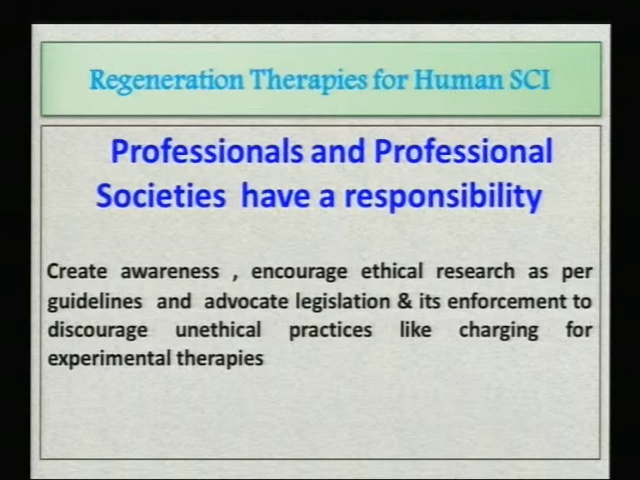 Regeneration Therapies for Human SCI
Professionals and Professional
Societies have a responsibility
Create awareness , encourage ethical research as per
guidelines and advocate legislation & its enforcement to
discourage unethical practices like charging for
experimental therapies